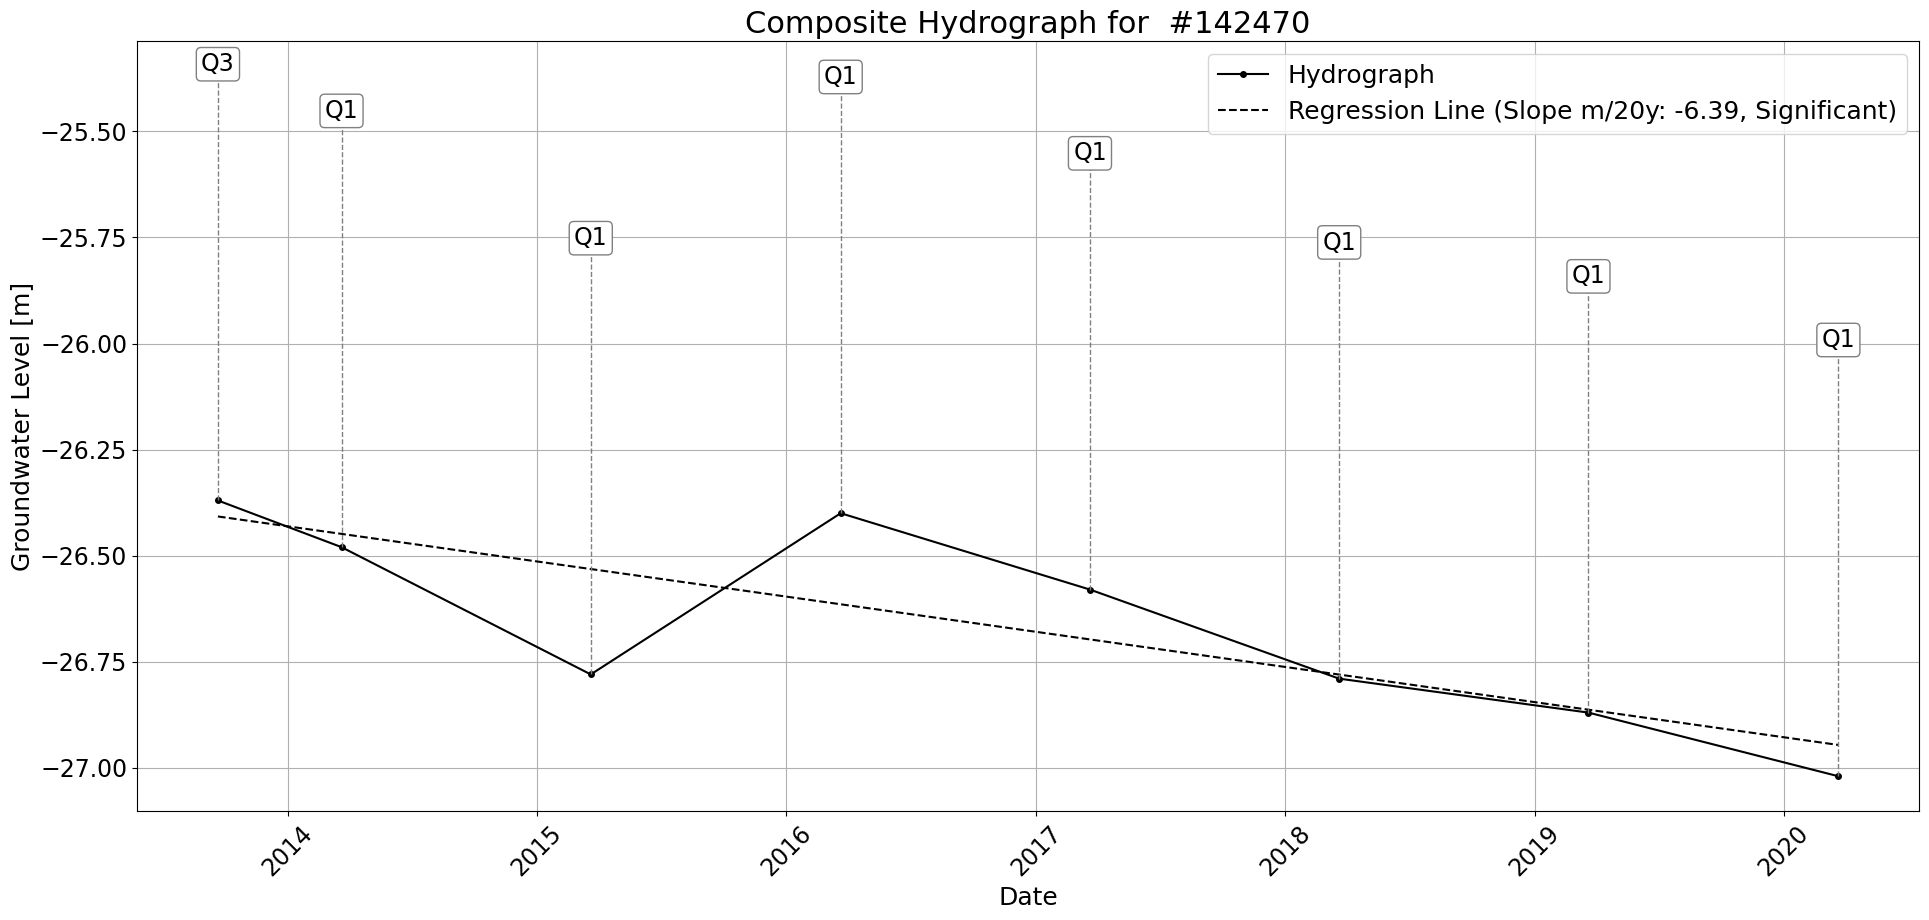 Composite Hydrograph for  #142470
Q3
Q1
Q1
Q1
Q1
Q1
Q1
Q1
Hydrograph
Regression Line (Slope m/20y: -6.39, Significant)
Groundwater Level [m]
−25.50
−25.75
−26.00
−26.25
−26.50
−26.75
−27.00
2014
2015
2016
2017
2018
2019
2020
Date